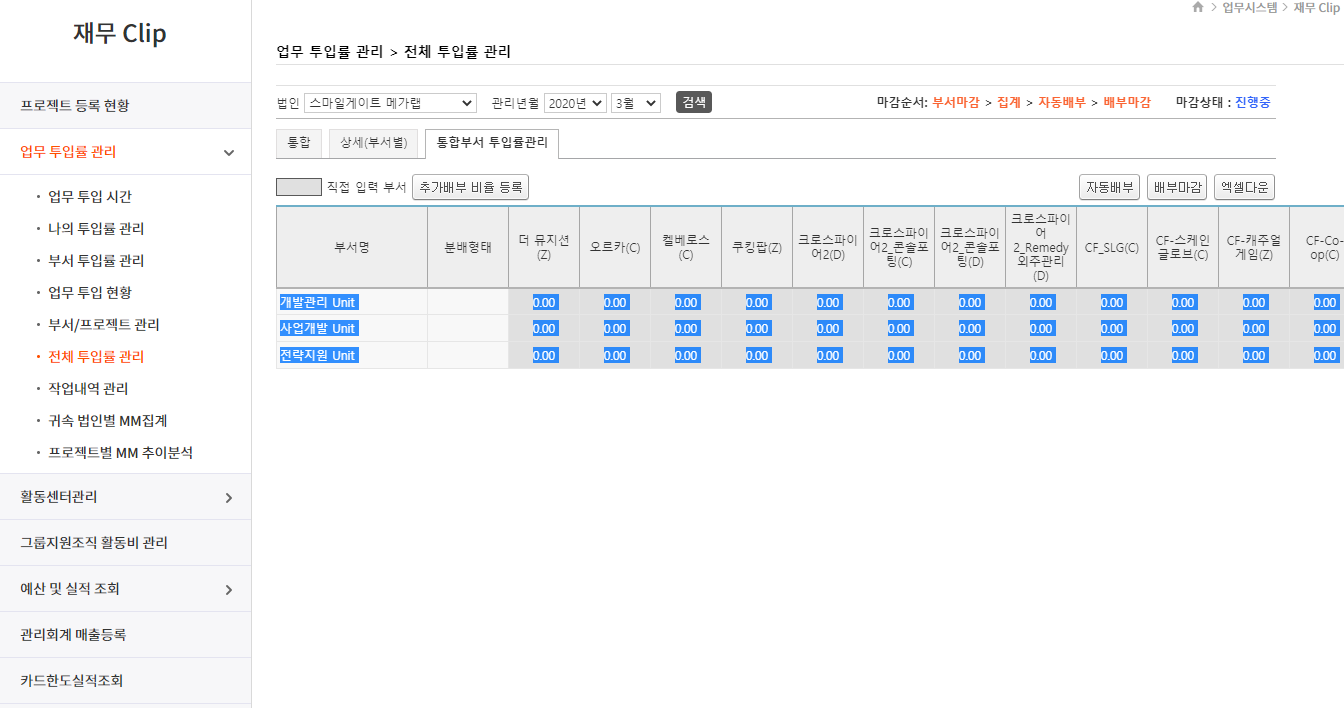 업무시스템 > 재무 Clip
재무 Clip
프로젝트 등록 현황
업무 투입률 관리
· 업무 투입 시간
· 나의 투입률 관리
· 부서 투입률 관리
· 업무 투입 현황
· 부서/프로젝트 관리
· 전체 투입률 관리
· 작업내역 관리
· 귀속 법인별 MM집계
· 프로젝트별 MM 추이분석
활동센터관리
그룹지원조직 활동비 관리
예산 및 실적 조회
관리회계 매출등록
카드한도실적조회
업무 투입률 관리 > 전체 투입률 관리
법인 스마일게이트 메가랩 관리년월 2020년 3월 검색 마감순서: 부서마감 > 집계 > 자동배부 > 배부마감 마감상태 : 진행중
통합 상세(부서별) 통합부서 투입률관리
직접 입력 부서 추가배부 비율 등록 자동배부 배부마감 엑셀다운
부서명
분배형태
더 뮤지션
(Z)
오르카(C)
켈베로스
(C)
쿠킹팝(Z)
크로스파이
어2(D)
크로스파이
어2_콘솔포
팅(C)
크로스파이
어2_콘솔포
팅(D)
크로스파이
어
2_Remedy
외주관리
(D)
CF_SLG(C)
CF-스케인
글로브(C)
CF-캐주얼
게임(Z)
CF-Co-
op(C)
개발관리 Unit 0.00 0.00 0.00 0.00 0.00 0.00 0.00 0.00 0.00 0.00 0.00 0.00
사업개발 Unit 0.00 0.00 0.00 0.00 0.00 0.00 0.00 0.00 0.00 0.00 0.00 0.00
전략지원 Unit 0.00 0.00 0.00 0.00 0.00 0.00 0.00 0.00 0.00 0.00 0.00 0.00